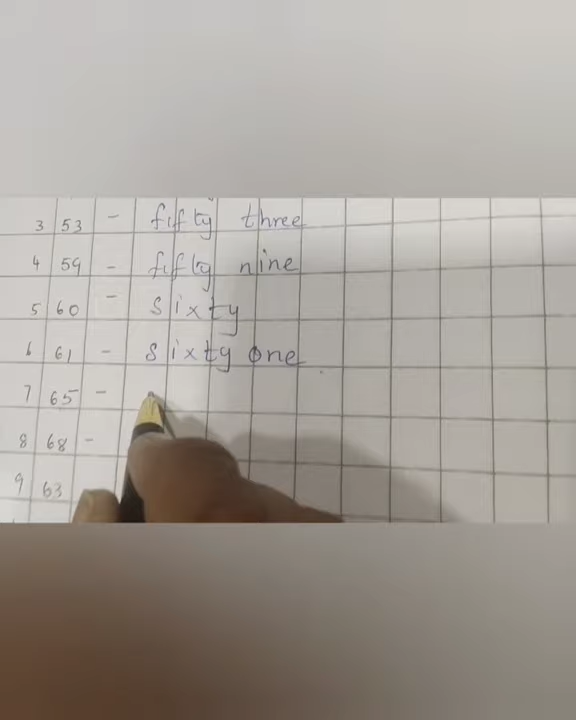 3 53 - fifty three
4 59 - fifty nine
5 60 - sixty
6 61 - sixty one
7 65 -
8 68 -
9 63